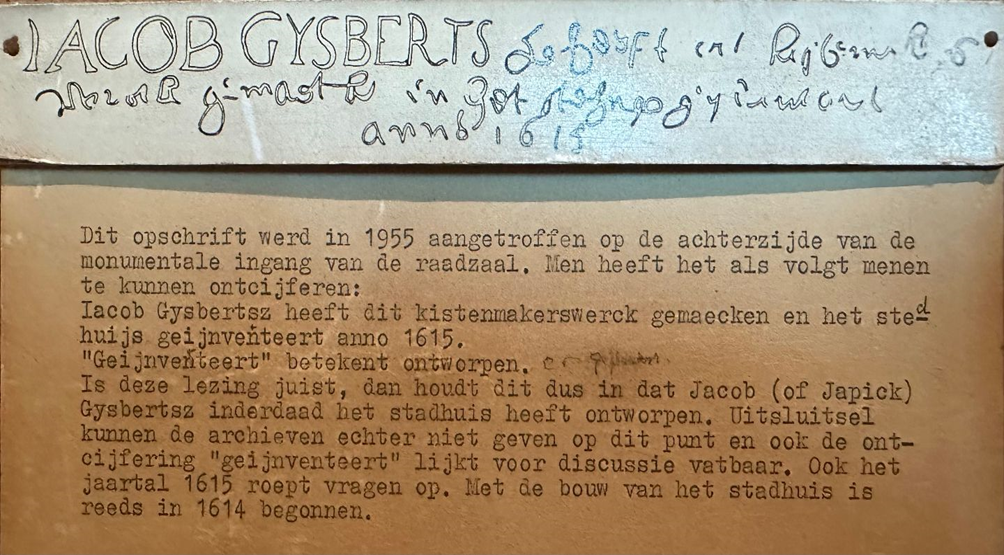 IACOB GYSBERTS
anno 1615
Dit opschrift werd in 1955 aangetroffen op de achterzijde van de
monumentale ingang van de raadzaal. Men heeft het als volgt menen
te kunnen ontcijferen:
Iacob Gysbertsz heeft dit kistenmakerswerck gemaecken en het sted
huijs geijnventeert anno 1615.
"Geijnventeert" betekent ontworpen.
Is deze lezing juist, dan houdt dit dus in dat Jacob (of Japick)
Gysbertsz inderdaad het stadhuis heeft ontworpen. Uitsluitsel
kunnen de archieven echter niet geven op dit punt en ook de ont-
cijfering "geijnventeert" lijkt voor discussie vatbaar. Ook het
jaartal 1615 roept vragen op. Met de bouw van het stadhuis is
reeds in 1614 begonnen.